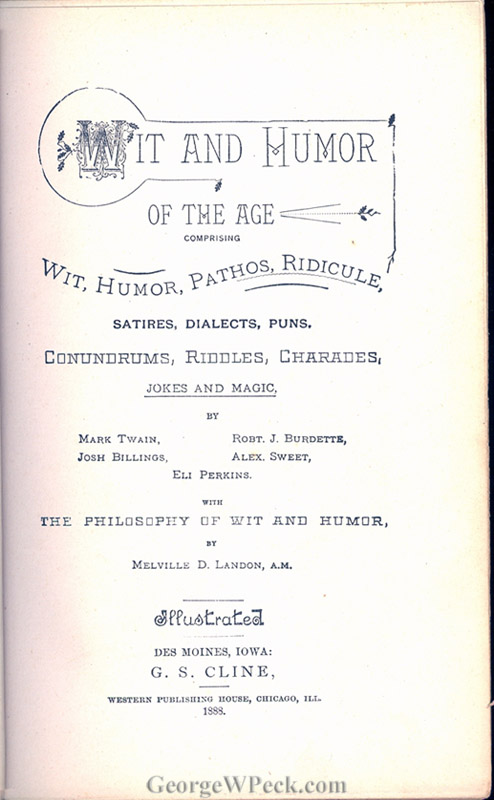 WIT AND HUMOR
OF THE AGE
COMPRISING
WIT, HUMOR, PATHOS, RIDICULE,
SATIRES, DIALECTS, PUNS.
CONUNDRUMS, RIDDLES, CHARADES,
JOKES AND MAGIC,
BY
MARK TWAIN, ROBT. J. BURDETTE,
JOSH BILLINGS, ALEX. SWEET,
ELI PERKINS.
WITH
THE PHILOSOPHY OF WIT AND HUMOR,
BY
MELVILLE D. LANDON, A.M.
Illustrated
DES MOINES, IOWA:
G. S. CLINE,
WESTERN PUBLISHING HOUSE, CHICAGO, ILL.
1888.
GeorgeWPeck.com